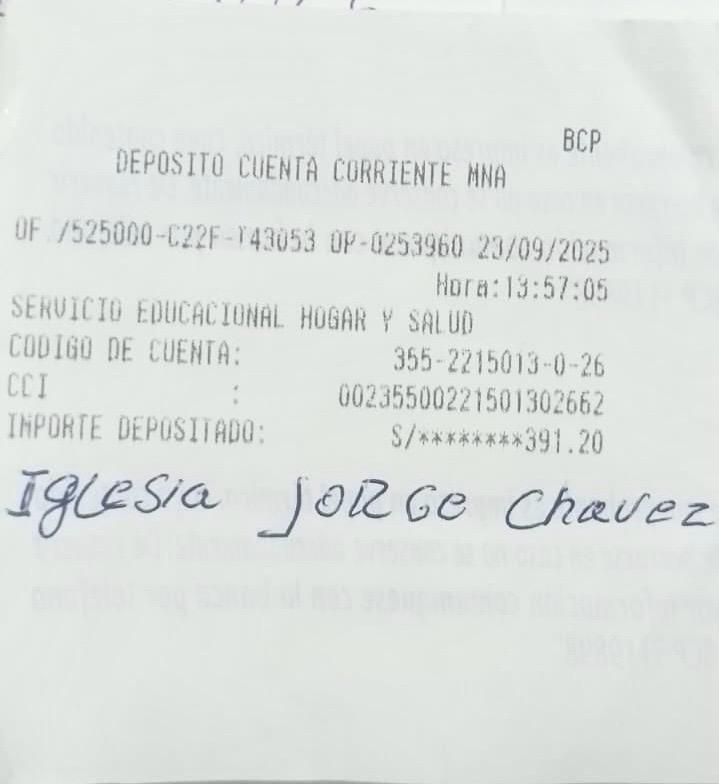 BCP
DEPOSITO CUENTA CORRIENTE MNA
OF /525000-C22F-T43053 OP-0253960 23/09/2025
Hora:13:57:05
SERVICIO EDUCACIONAL HOGAR Y SALUD
CODIGO DE CUENTA: 355-2215013-0-26
CCI : 00235500221501302662
INPORTE DEPOSITADO: S/********391.20
Iglesia JORGE Chavez